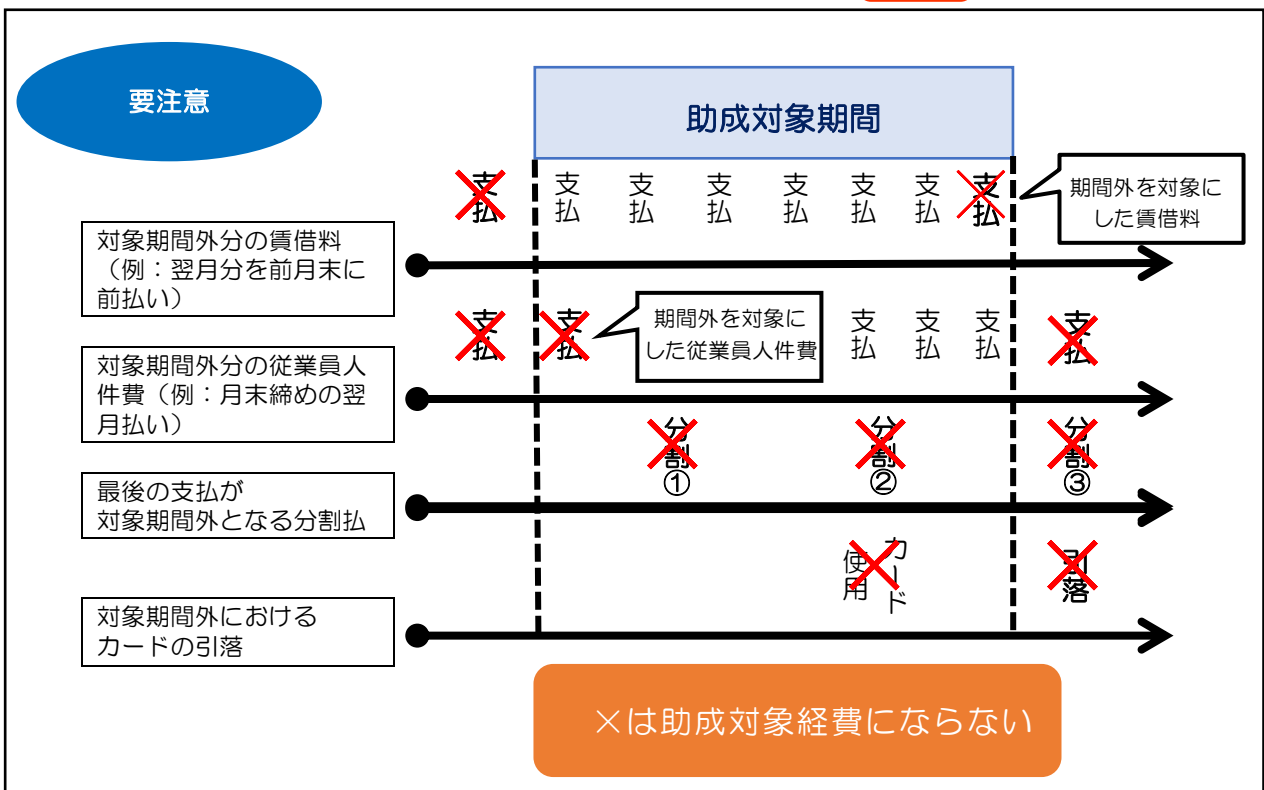 要注意
助成対象期間
対象期間外分の賃借料
（例：翌月分を前月末に
前払い）
支払
支払
支払
支払
支払
支払
支払
支払
期間外を対象に
した賃借料
対象期間外分の従業員人
件費（例：月末締めの翌
月払い）
支払
支払
期間外を対象に
した従業員人件費
支払
支払
支払
支払
最後の支払が
対象期間外となる分割払
分割①
分割②
分割③
対象期間外における
カードの引落
カード
使用
引落
×は助成対象経費にならない